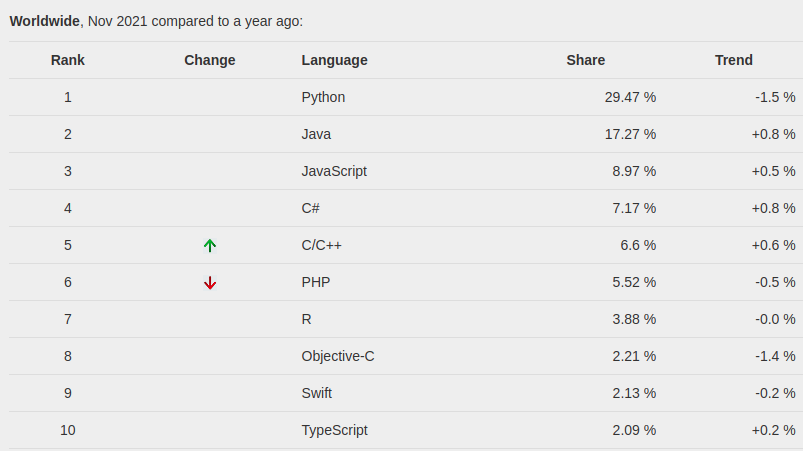 Worldwide, Nov 2021 compared to a year ago:
Rank Change Language Share Trend
1 Python 29.47 % -1.5 %
2 Java 17.27 % +0.8 %
3 JavaScript 8.97 % +0.5 %
4 C# 7.17 % +0.8 %
5 C/C++ 6.6 % +0.6 %
6 PHP 5.52 % -0.5 %
7 R 3.88 % -0.0 %
8 Objective-C 2.21 % -1.4 %
9 Swift 2.13 % -0.2 %
10 TypeScript 2.09 % +0.2 %